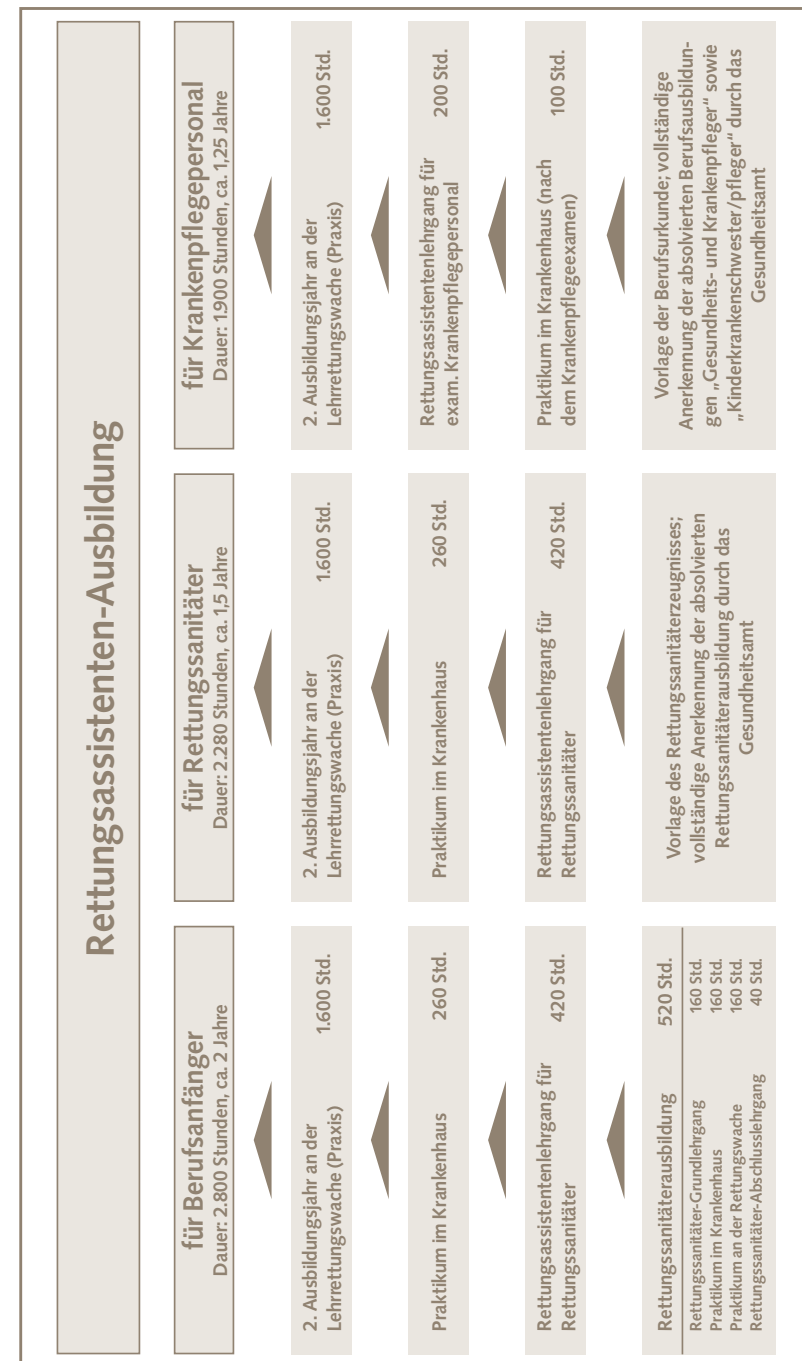 Rettungsassistenten-Ausbildung
für Berufsanfänger
Dauer: 2.800 Stunden, ca. 2 Jahre
2. Ausbildungsjahr an der
Lehrrettungswache (Praxis) 1.600 Std.
Praktikum im Krankenhaus 260 Std.
Rettungsassistentenlehrgang für
Rettungssanitäter 420 Std.
Rettungssanitäterausbildung 520 Std.
Rettungssanitäter-Grundlehrgang 160 Std.
Praktikum im Krankenhaus 160 Std.
Praktikum an der Rettungswache 160 Std.
Rettungssanitäter-Abschlusslehrgang 40 Std.
für Rettungssanitäter
Dauer: 2.280 Stunden, ca. 1,5 Jahre
2. Ausbildungsjahr an der
Lehrrettungswache (Praxis) 1.600 Std.
Praktikum im Krankenhaus 260 Std.
Rettungsassistentenlehrgang für
Rettungssanitäter 420 Std.
Vorlage des Rettungssanitäterzeugnisses;
vollständige Anerkennung der absolvierten
Rettungssanitäterausbildung durch das
Gesundheitsamt
für Krankenpflegepersonal
Dauer: 1.900 Stunden, ca. 1,25 Jahre
2. Ausbildungsjahr an der
Lehrrettungswache (Praxis) 1.600 Std.
Rettungsassistentenlehrgang für
exam. Krankenpflegepersonal 200 Std.
Praktikum im Krankenhaus (nach
dem Krankenpflegeexamen) 100 Std.
Vorlage der Berufsurkunde; vollständige
Anerkennung der absolvierten Berufsausbildun-
gen „Gesundheits- und Krankenpfleger“ sowie
„Kinderkrankenschwester/pfleger“ durch das
Gesundheitsamt